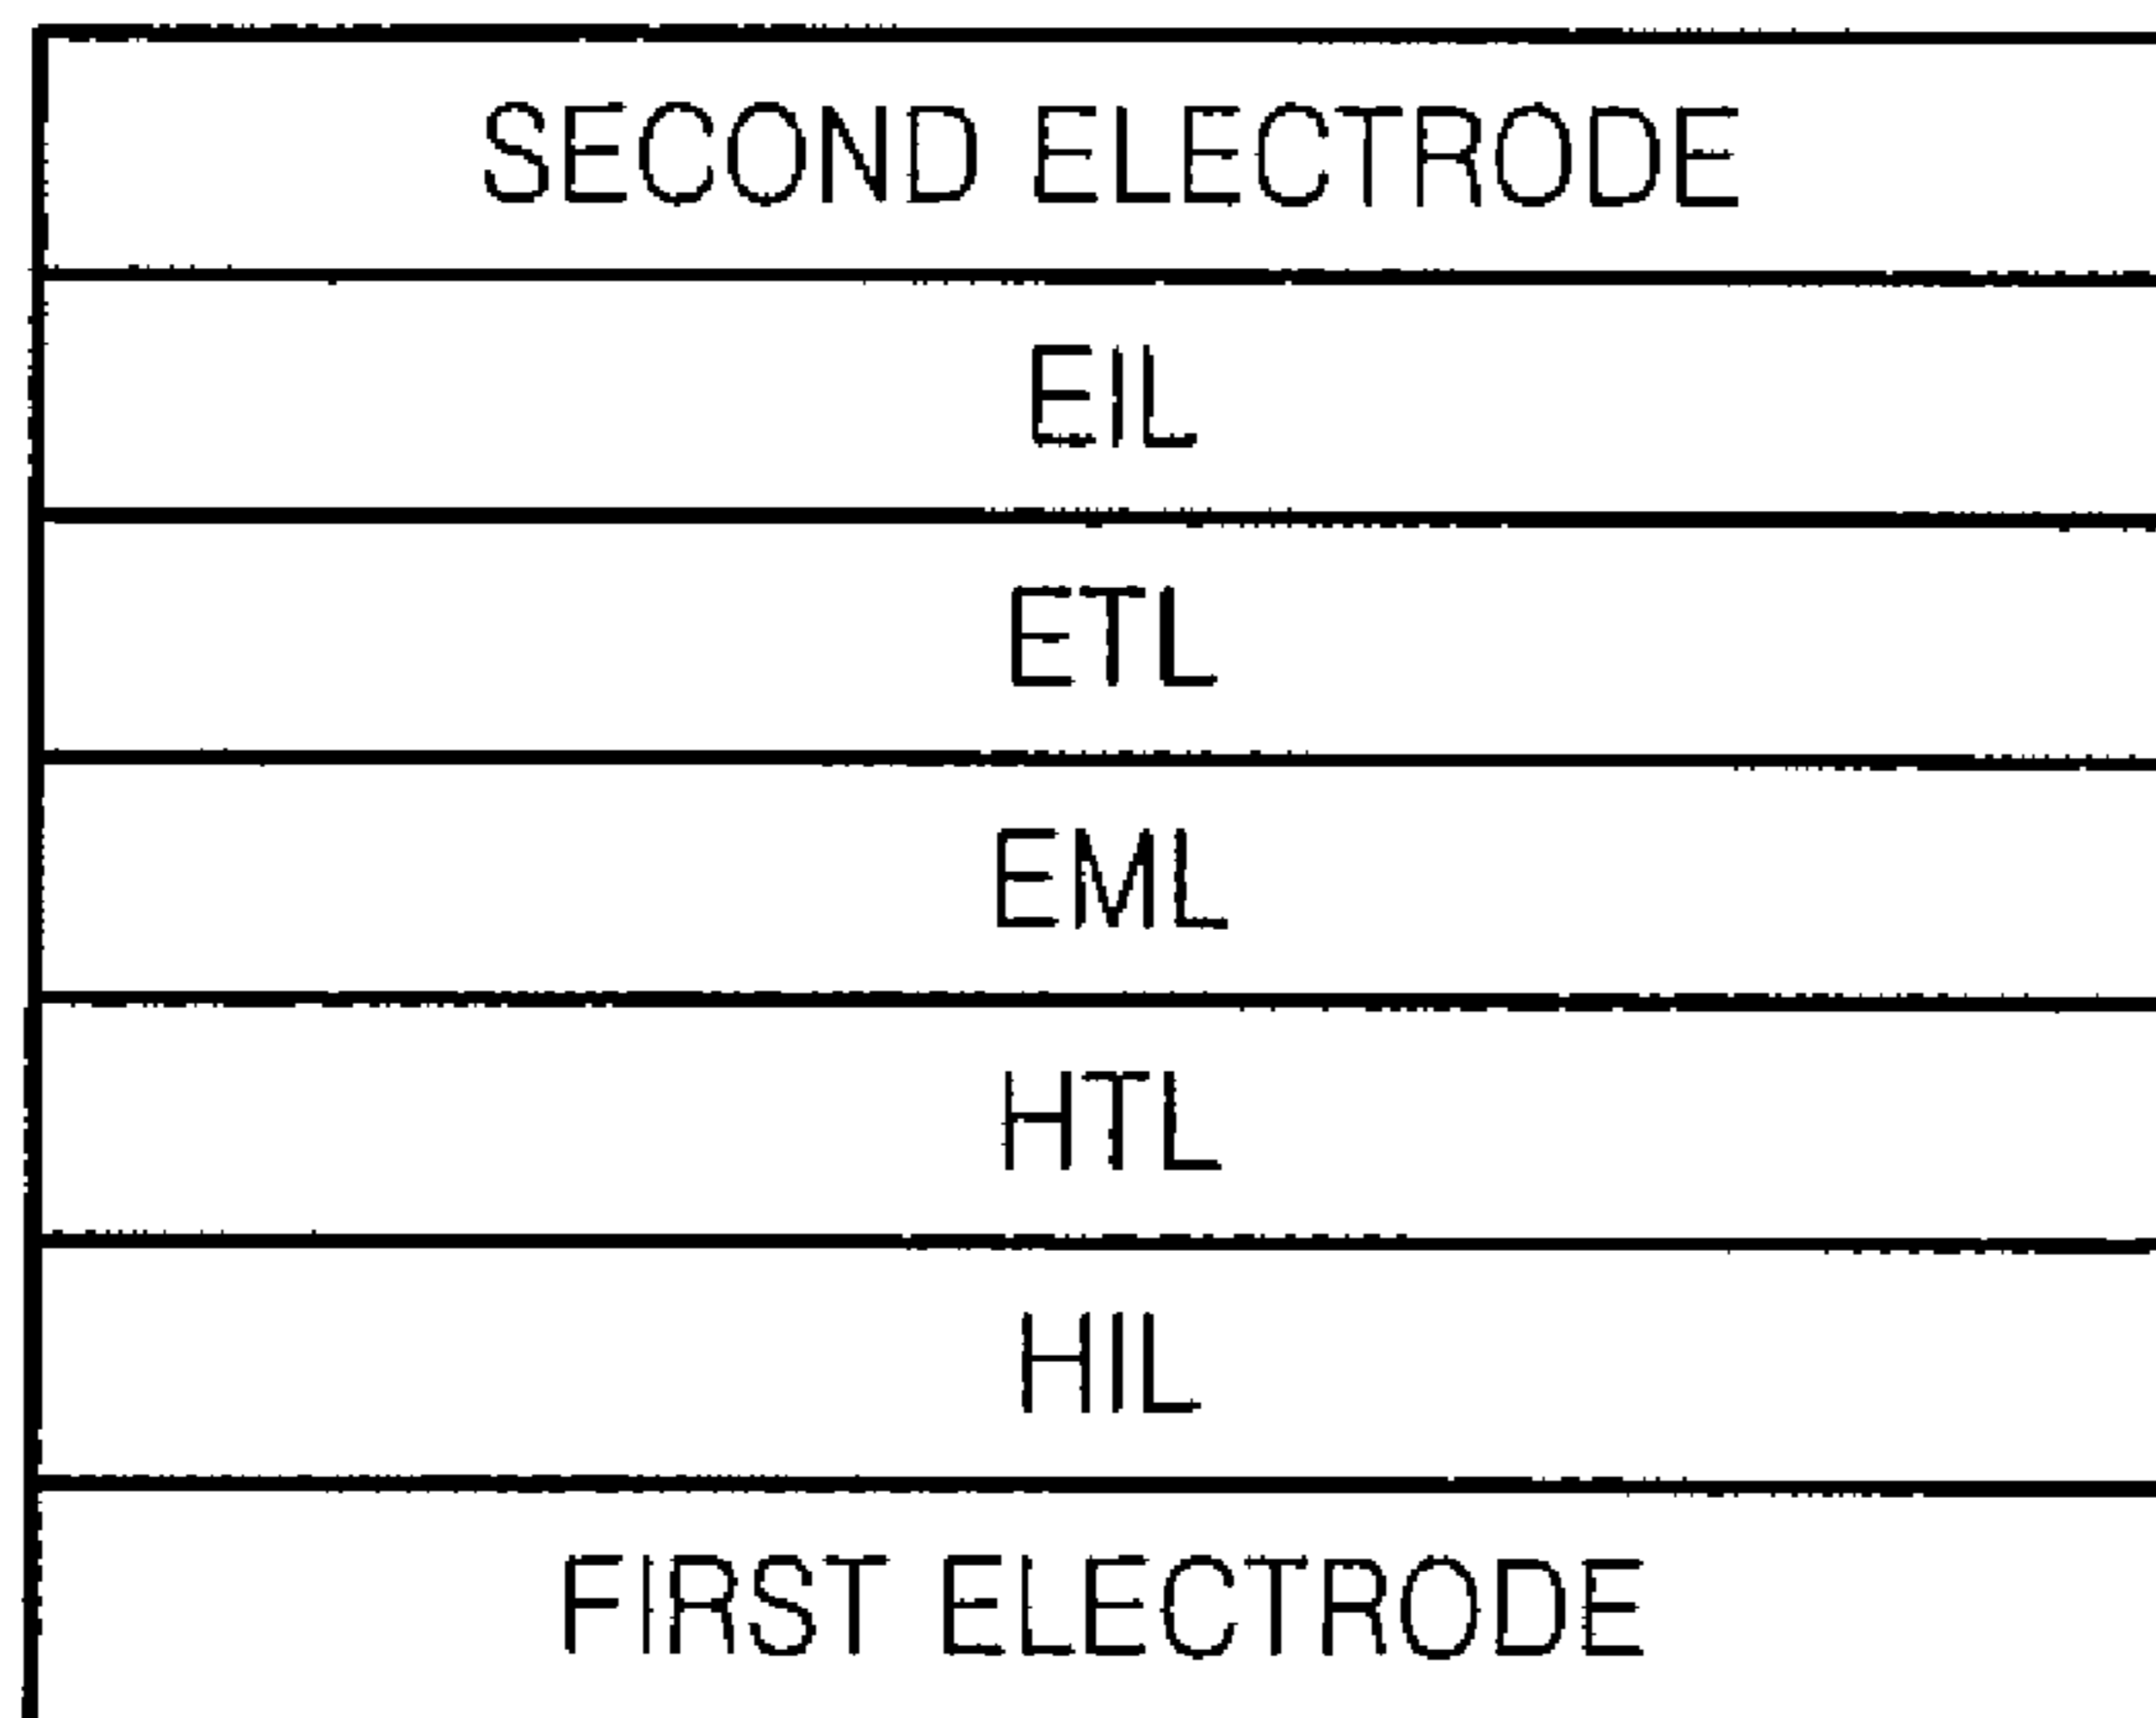 SECOND ELECTRODE
EIL
ETL
EML
HTL
HIL
FIRST ELECTRODE